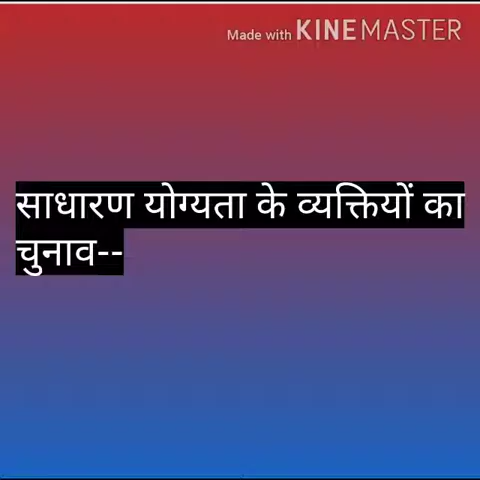 Made with KINEMASTER
साधारण योग्यता के व्यक्तियों का
चुनाव--